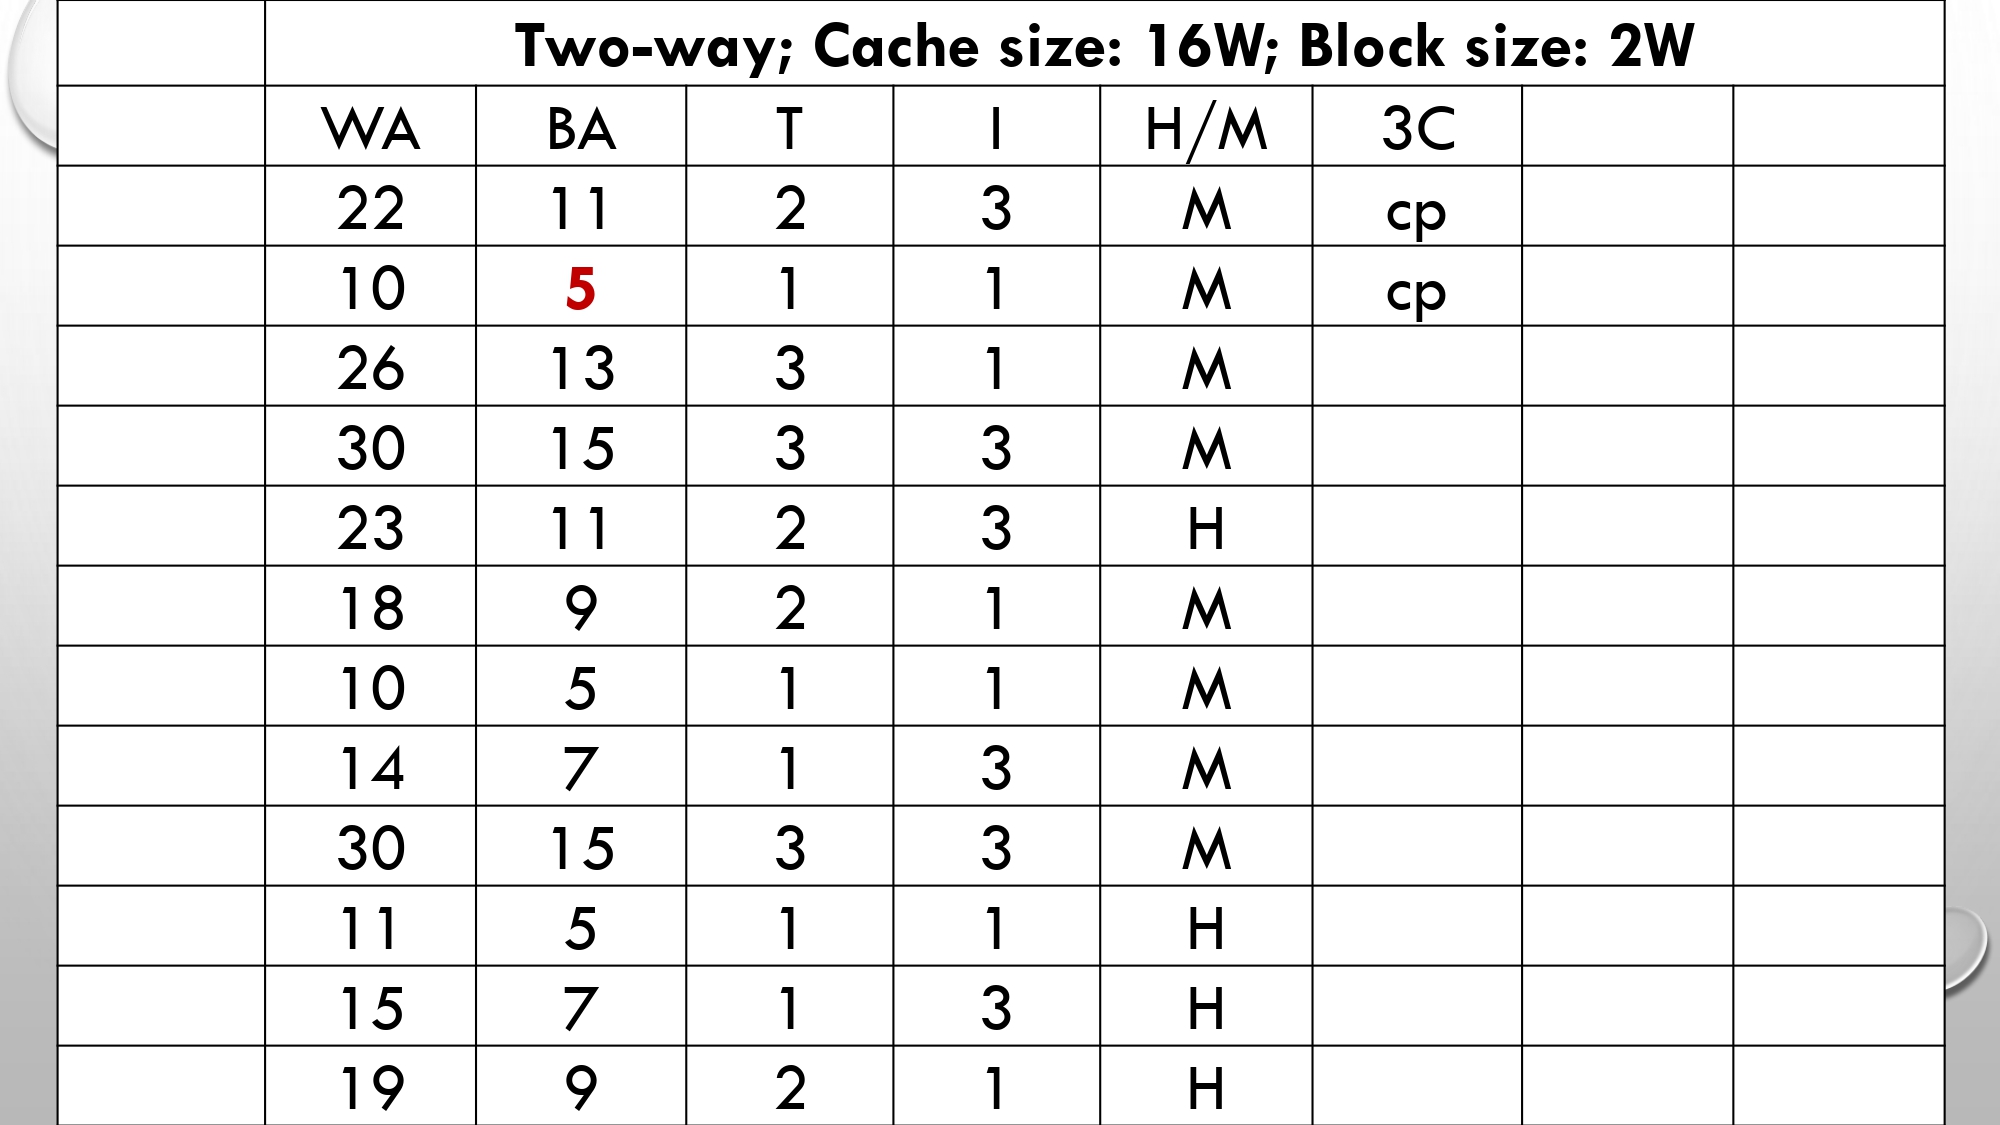 Two-way; Cache size: 16W; Block size: 2W
WA BA T I H/M 3C
22 11 2 3 M cp
10 5 1 1 M cp
26 13 3 1 M
30 15 3 3 M
23 11 2 3 H
18 9 2 1 M
10 5 1 1 M
14 7 1 3 M
30 15 3 3 M
11 5 1 1 H
15 7 1 3 H
19 9 2 1 H